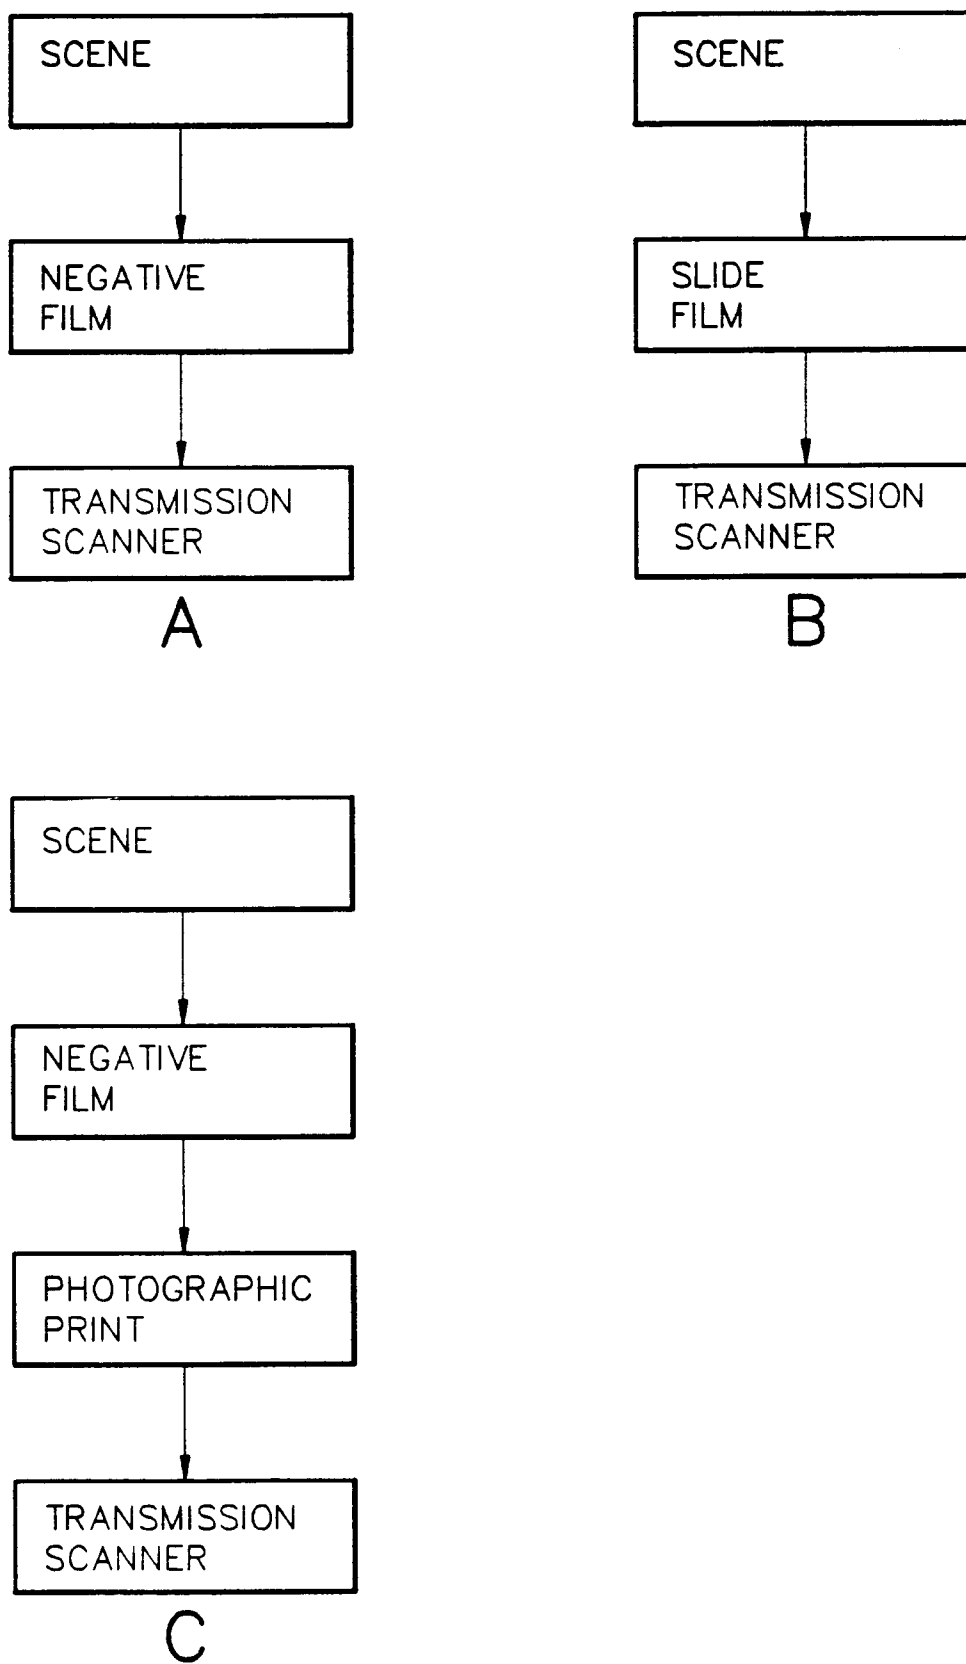 SCENE
NEGATIVE
FILM
TRANSMISSION
SCANNER
A
SCENE
SLIDE
FILM
TRANSMISSION
SCANNER
B
SCENE
NEGATIVE
FILM
PHOTOGRAPHIC
PRINT
TRANSMISSION
SCANNER
C